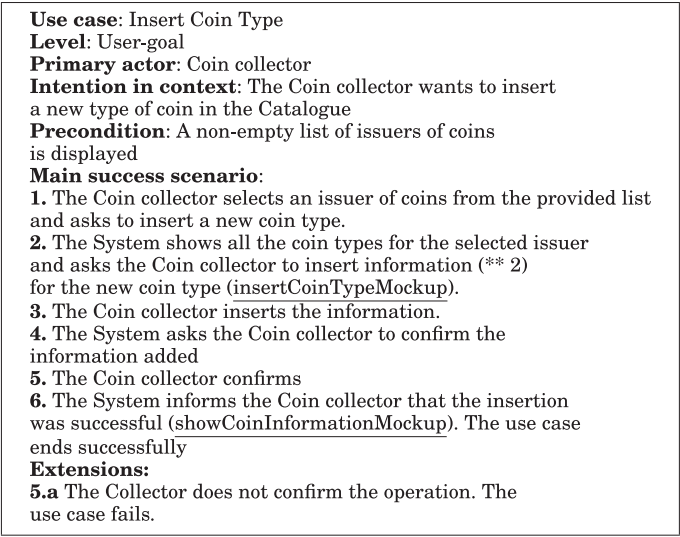 Use case: Insert Coin Type
Level: User-goal
Primary actor: Coin collector
Intention in context: The Coin collector wants to insert
a new type of coin in the Catalogue
Precondition: A non-empty list of issuers of coins
is displayed
Main success scenario:
1. The Coin collector selects an issuer of coins from the provided list
and asks to insert a new coin type.
2. The System shows all the coin types for the selected issuer
and asks the Coin collector to insert information (** 2)
for the new coin type (insertCoinTypeMockup).
3. The Coin collector inserts the information.
4. The System asks the Coin collector to confirm the
information added
5. The Coin collector confirms
6. The System informs the Coin collector that the insertion
was successful (showCoinInformationMockup). The use case
ends successfully
Extensions:
5.a The Collector does not confirm the operation. The
use case fails.